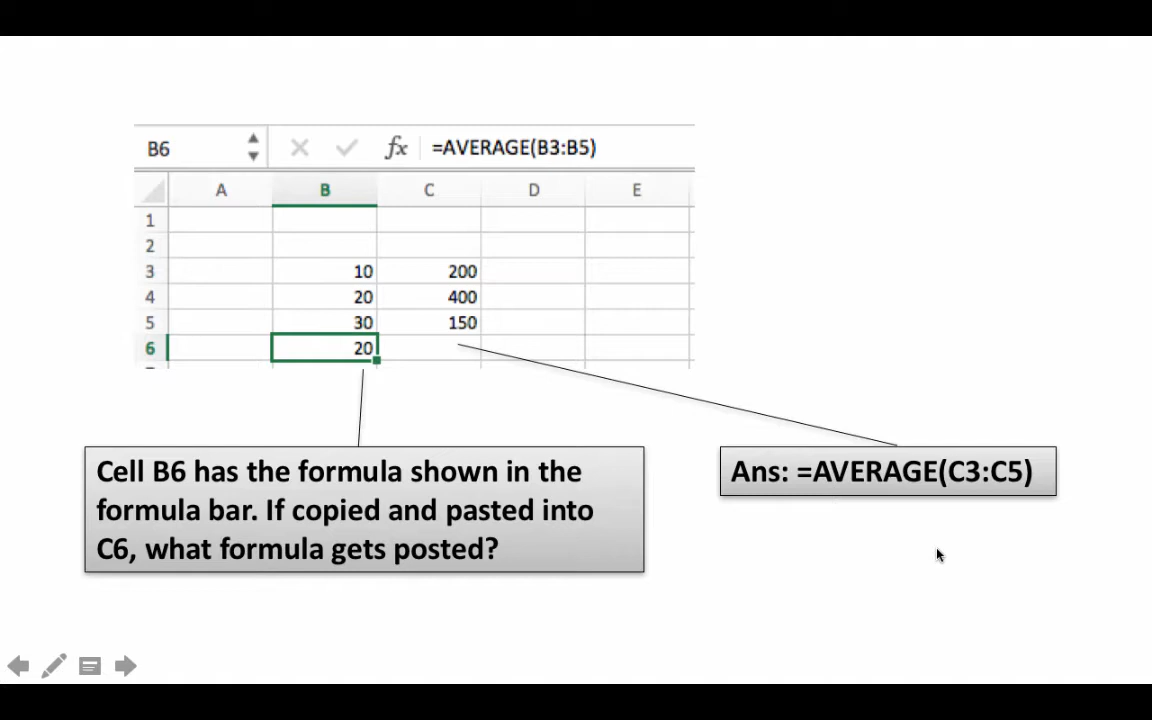 B6 fx =AVERAGE(B3:B5)
A B C D E
1
2
3 10 200
4 20 400
5 30 150
6 20
Cell B6 has the formula shown in the
formula bar. If copied and pasted into
C6, what formula gets posted?
Ans: =AVERAGE(C3:C5)